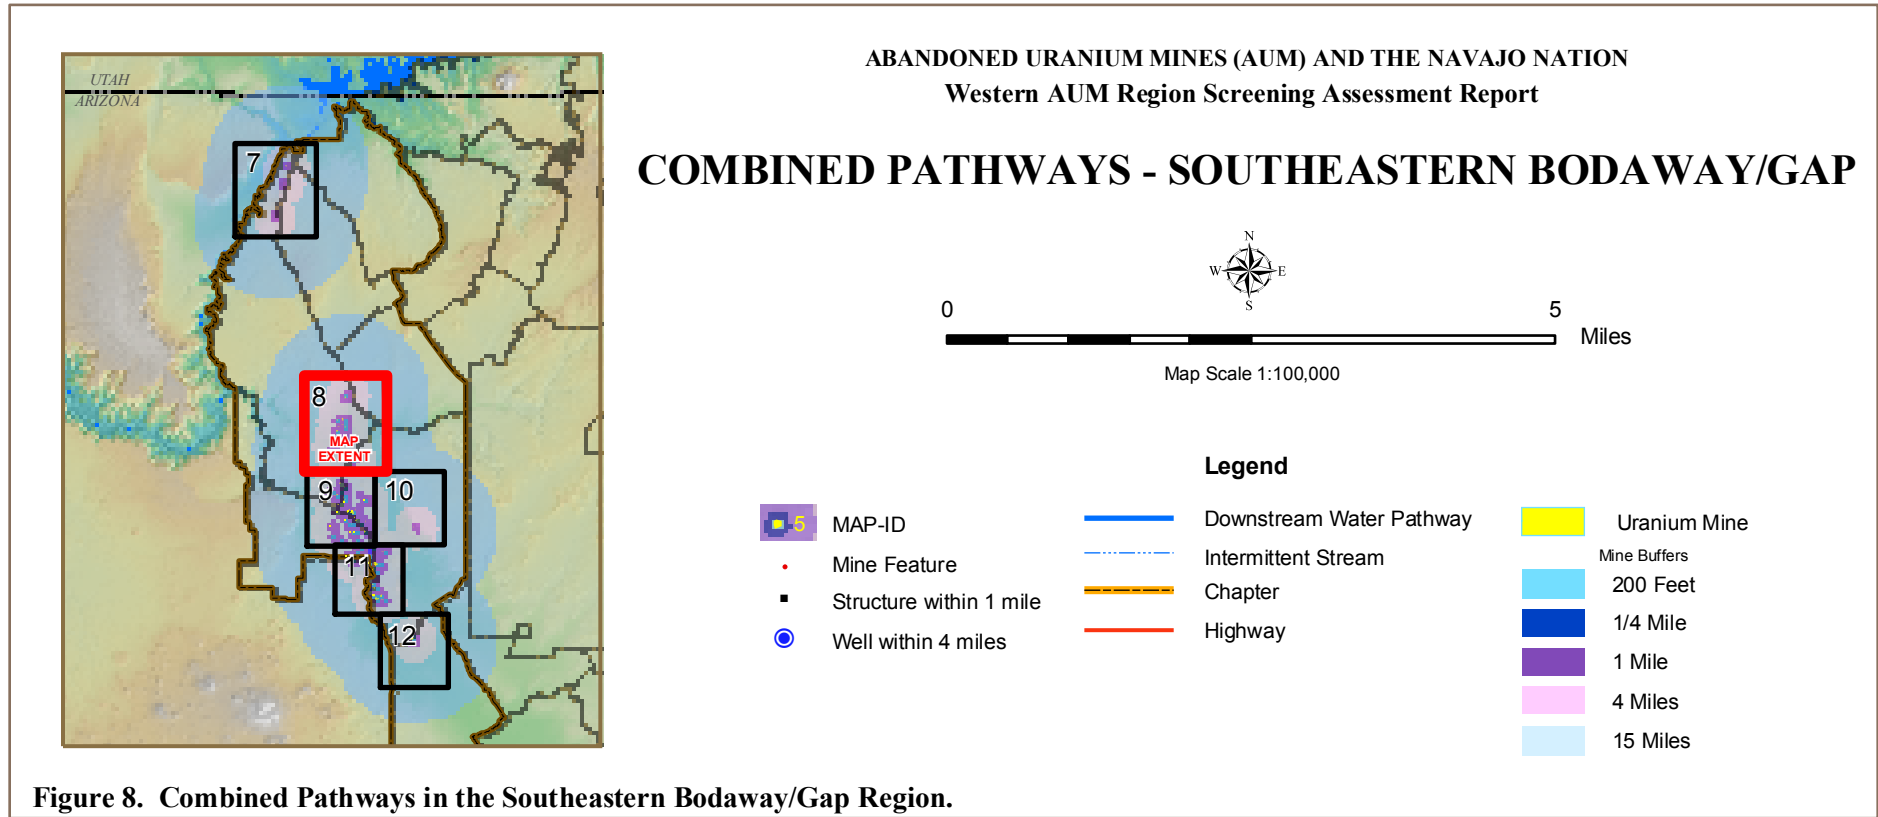 UTAH
ARIZONA
7
8
MAP
EXTENT
9
10
11
12
ABANDONED URANIUM MINES (AUM) AND THE NAVAJO NATION
Western AUM Region Screening Assessment Report
COMBINED PATHWAYS - SOUTHEASTERN BODAWAY/GAP
N
W E
S
0 5
Miles
Map Scale 1:100,000
Legend
5 MAP-ID
Mine Feature
Structure within 1 mile
Well within 4 miles
Downstream Water Pathway
Intermittent Stream
Chapter
Highway
Uranium Mine
Mine Buffers
200 Feet
1/4 Mile
1 Mile
4 Miles
15 Miles
Figure 8. Combined Pathways in the Southeastern Bodaway/Gap Region.